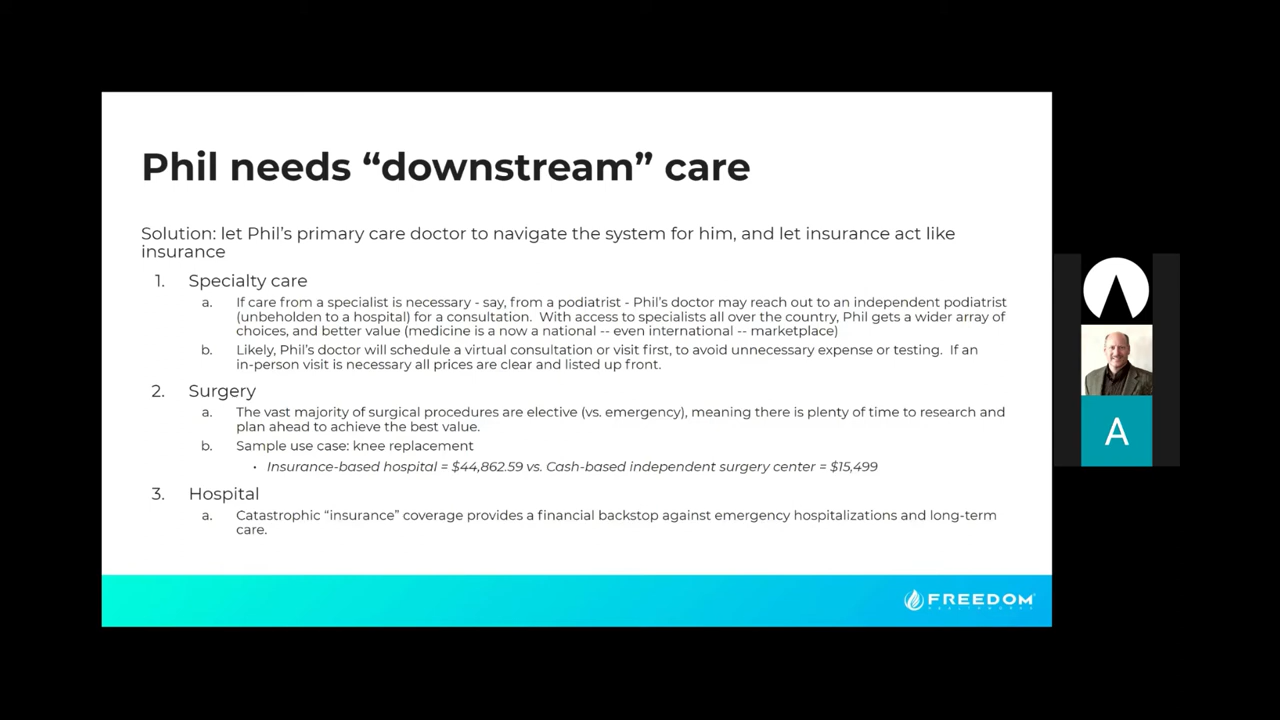 Phil needs “downstream” care
Solution: let Phil’s primary care doctor to navigate the system for him, and let insurance act like
insurance
1. Specialty care
a. If care from a specialist is necessary - say, from a podiatrist - Phil’s doctor may reach out to an independent podiatrist
(unbeholden to a hospital) for a consultation. With access to specialists all over the country, Phil gets a wider array of
choices, and better value (medicine is a now a national -- even international -- marketplace)
b. Likely, Phil’s doctor will schedule a virtual consultation or visit first, to avoid unnecessary expense or testing. If an
in-person visit is necessary all prices are clear and listed up front.
2. Surgery
a. The vast majority of surgical procedures are elective (vs. emergency), meaning there is plenty of time to research and
plan ahead to achieve the best value.
b. Sample use case: knee replacement
• Insurance-based hospital = $44,862.59 vs. Cash-based independent surgery center = $15,499
3. Hospital
a. Catastrophic “insurance” coverage provides a financial backstop against emergency hospitalizations and long-term
care.
FREEDOM
A